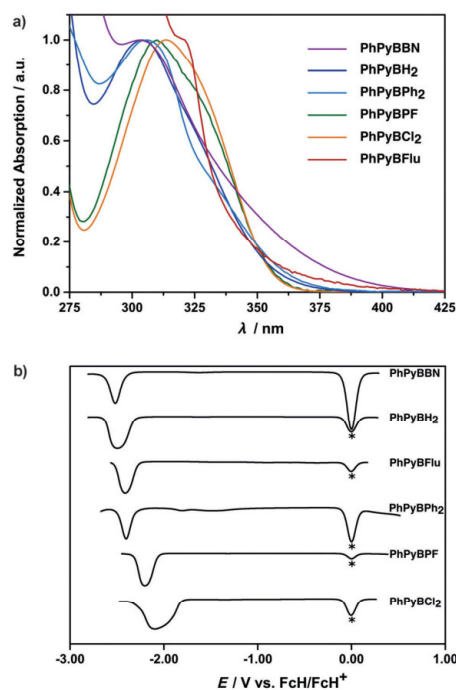 a)
Normalized Absorption / a.u.
1.0
0.8
0.6
0.4
0.2
0.0
PhPyBBN
PhPyBH2
PhPyBPh2
PhPyBPF
PhPyBCl2
PhPyBFlu
275 300 325 350 375 400 425
λ / nm
b)
PhPyBBN
PhPyBH2
*
PhPyBFlu
*
PhPyBPh2
*
PhPyBPF
*
PhPyBCl2
*
-3.00 -2.00 -1.00 0.00 1.00
E / V vs. FcH/FcH+